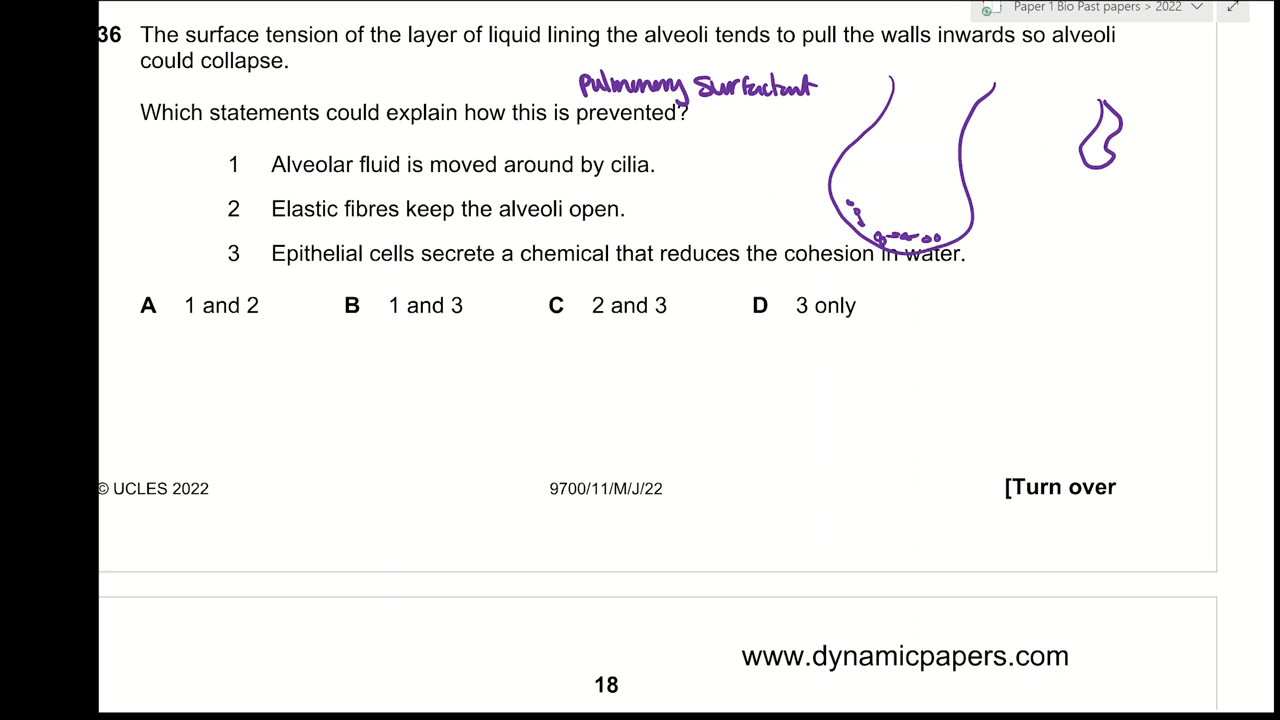 Paper 1 Bio Past papers > 2022
36 The surface tension of the layer of liquid lining the alveoli tends to pull the walls inwards so alveoli
could collapse.
Pulmonary Surfactant
Which statements could explain how this is prevented?
1 Alveolar fluid is moved around by cilia.
2 Elastic fibres keep the alveoli open.
3 Epithelial cells secrete a chemical that reduces the cohesion in water.
A 1 and 2 B 1 and 3 C 2 and 3 D 3 only
© UCLES 2022 9700/11/M/J/22 [Turn over
www.dynamicpapers.com
18